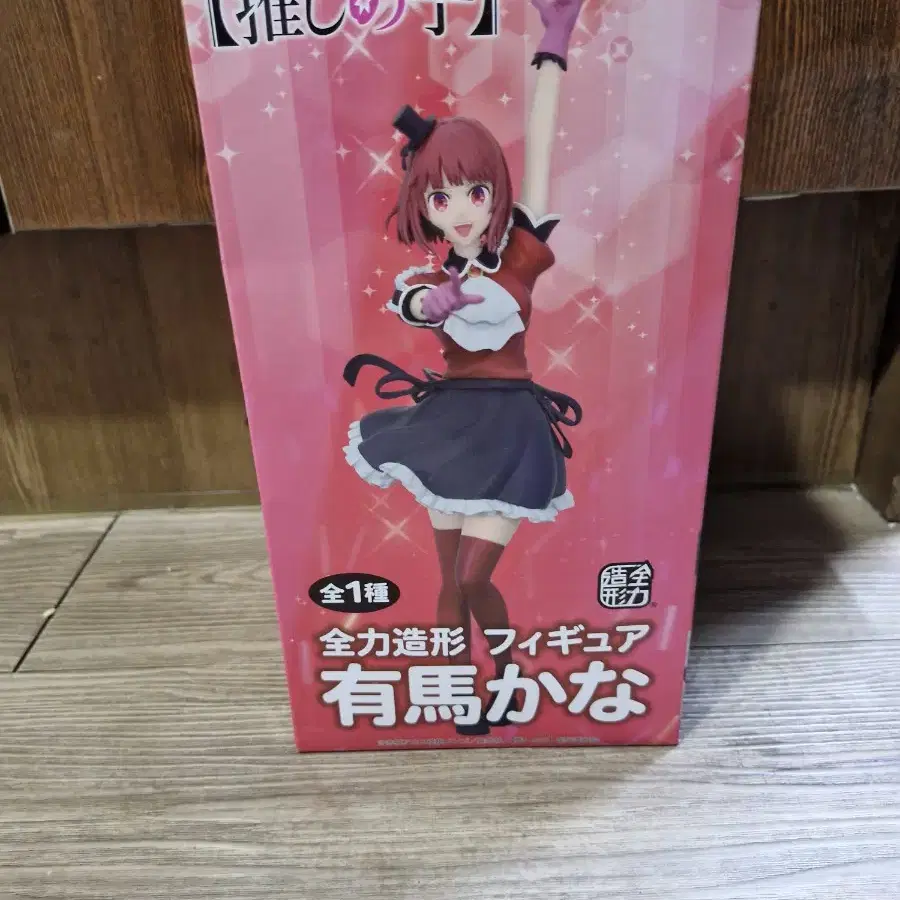 【推しの子】
全1種
全力造形
全力造形 フィギュア
有馬かな